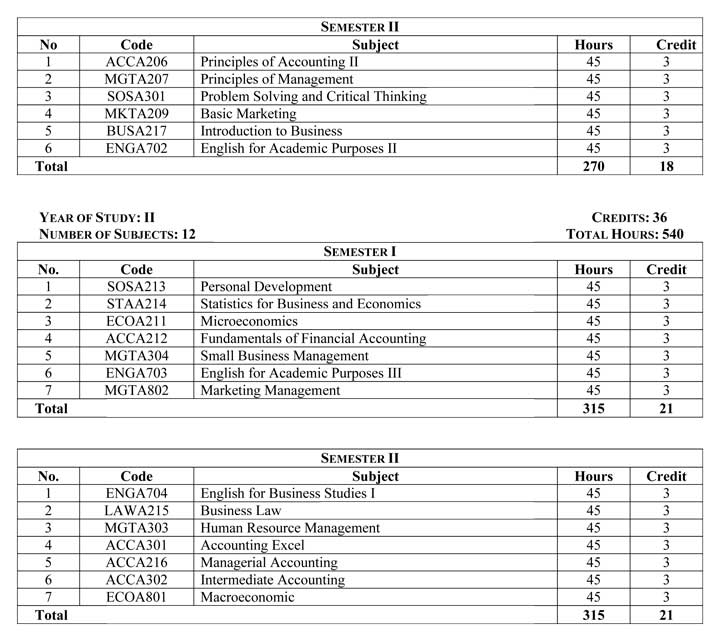 SEMESTER II
No Code Subject Hours Credit
1 ACCA206 Principles of Accounting II 45 3
2 MGTA207 Principles of Management 45 3
3 SOSA301 Problem Solving and Critical Thinking 45 3
4 MKTA209 Basic Marketing 45 3
5 BUSA217 Introduction to Business 45 3
6 ENGA702 English for Academic Purposes II 45 3
Total 270 18
YEAR OF STUDY: II CREDITS: 36
NUMBER OF SUBJECTS: 12 TOTAL HOURS: 540
SEMESTER I
No. Code Subject Hours Credit
1 SOSA213 Personal Development 45 3
2 STAA214 Statistics for Business and Economics 45 3
3 ECOA211 Microeconomics 45 3
4 ACCA212 Fundamentals of Financial Accounting 45 3
5 MGTA304 Small Business Management 45 3
6 ENGA703 English for Academic Purposes III 45 3
7 MGTA802 Marketing Management 45 3
Total 315 21
SEMESTER II
No. Code Subject Hours Credit
1 ENGA704 English for Business Studies I 45 3
2 LAWA215 Business Law 45 3
3 MGTA303 Human Resource Management 45 3
4 ACCA301 Accounting Excel 45 3
5 ACCA216 Managerial Accounting 45 3
6 ACCA302 Intermediate Accounting 45 3
7 ECOA801 Macroeconomic 45 3
Total 315 21